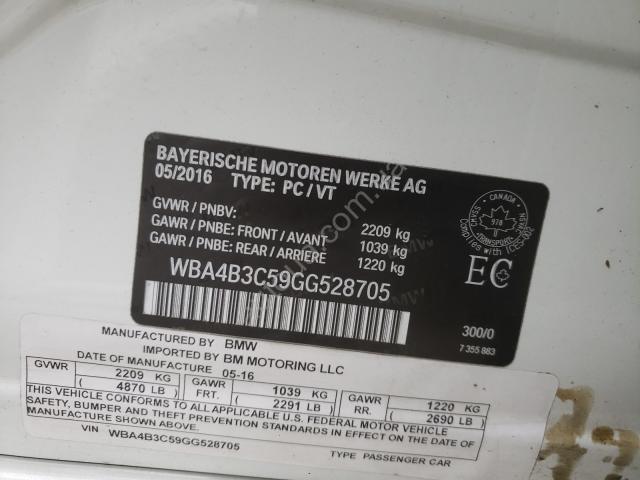 BAYERISCHE MOTOREN WERKE AG
05/2016 TYPE: PC/VT
GVWR / PNBV: 2209 kg
GAWR / PNBE: FRONT / AVANT 1039 kg
GAWR / PNBE: REAR / ARRIÈRE 1220 kg
WBA4B3C59GG528705
CANADA
978
TRANSPORT
EC
300/0
7 355 883
MANUFACTURED BY BMW
IMPORTED BY BM MOTORING LLC
DATE OF MANUFACTURE 05-16
GVWR 2209 KG GAWR FRT. 1039 KG GAWR RR. 1220 KG
( 4870 LB ) ( 2291 LB ) ( 2690 LB )
THIS VEHICLE CONFORMS TO ALL APPLICABLE U.S. FEDERAL MOTOR VEHICLE
SAFETY, BUMPER AND THEFT PREVENTION STANDARDS IN EFFECT
ON THE DATE OF MANUFACTURE SHOWN ABOVE.
VIN WBA4B3C59GG528705 TYPE PASSENGER CAR